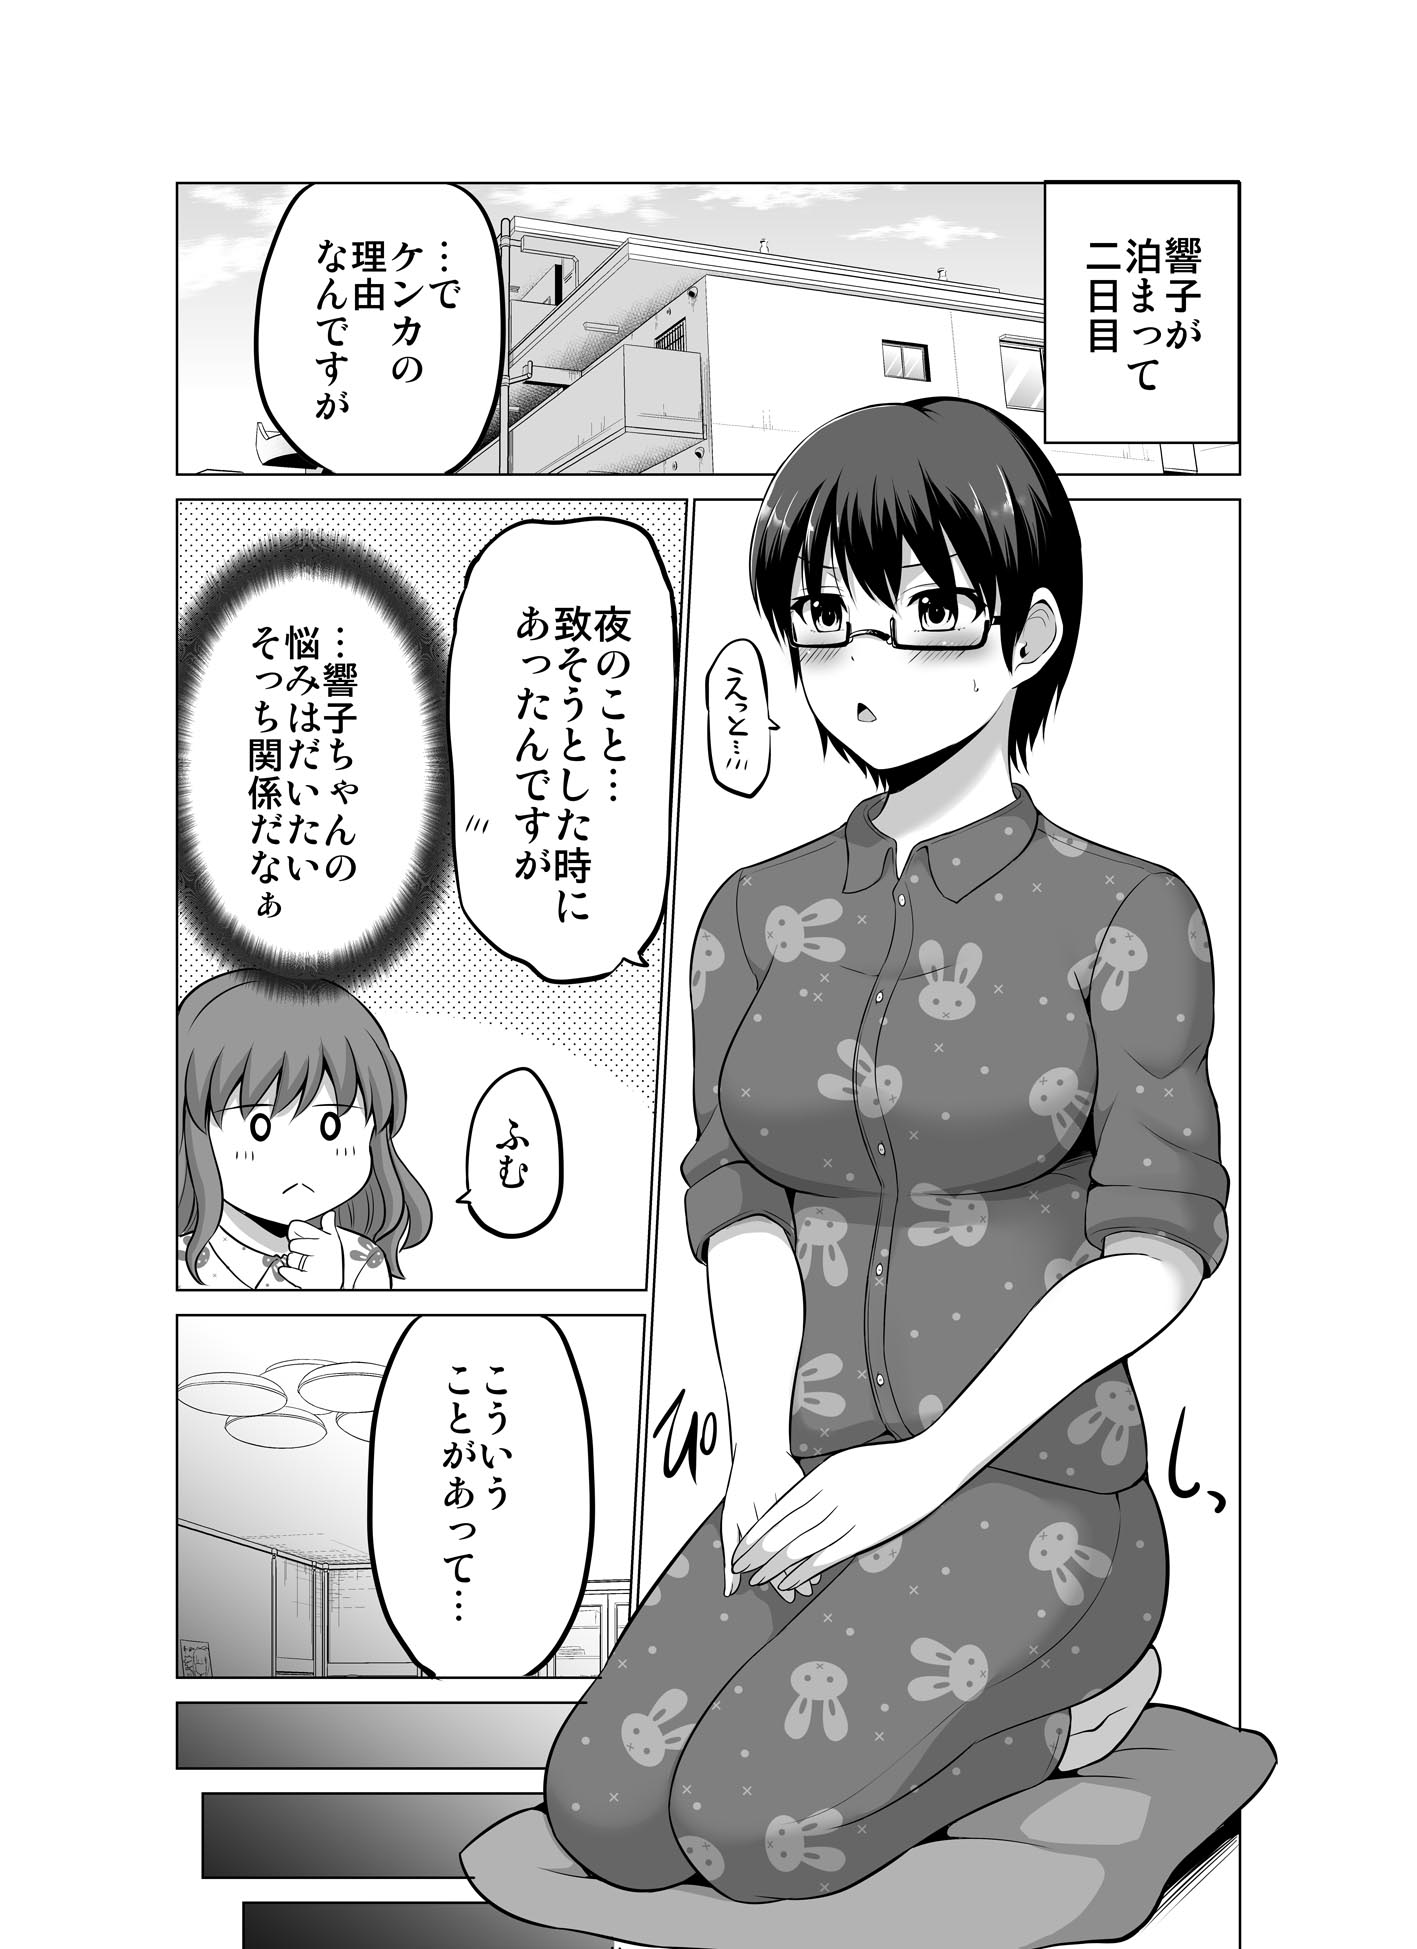 響子が
泊まって
二日目
…で
ケンカの
理由
なんですが
えっと…
夜のこと…
致そうとした時に
あったんですが
…響子ちゃんの
悩みはだいたい
そっち関係だなぁ
ふむ
ぴ
しっ
こういう
ことがあって…